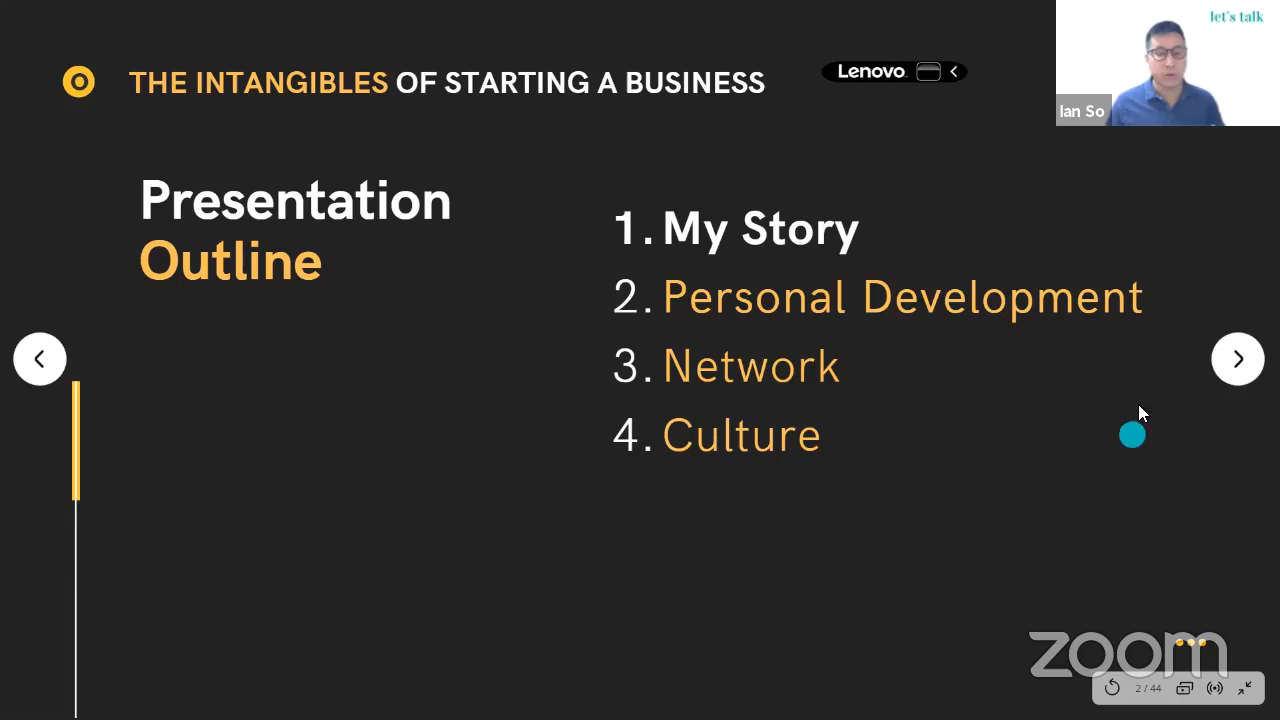 let's talk
THE INTANGIBLES OF STARTING A BUSINESS
Lenovo
Ian So
Presentation
Outline
1. My Story
2. Personal Development
3. Network
4. Culture
zoom
2 / 44